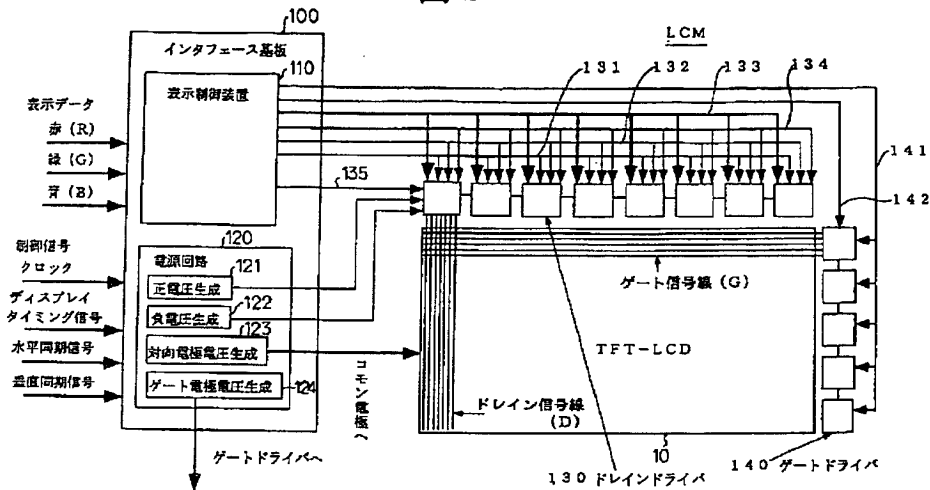 LCM
100
インタフェース基板
110
表示制御装置
131
132
133
134
表示データ
赤(R)
緑(G)
青(B)
135
141
142
120
電源回路
121
正電圧生成
122
負電圧生成
123
対向電極電圧生成
ゲート電極電圧生成
124
制御信号
クロック
ディスプレイ
タイミング信号
水平同期信号
垂直同期信号
ゲート信号線(G)
TFT-LCD
コモン電極へ
ドレイン信号線
(D)
10
ゲートドライバへ
130 ドレインドライバ
140 ゲートドライバ